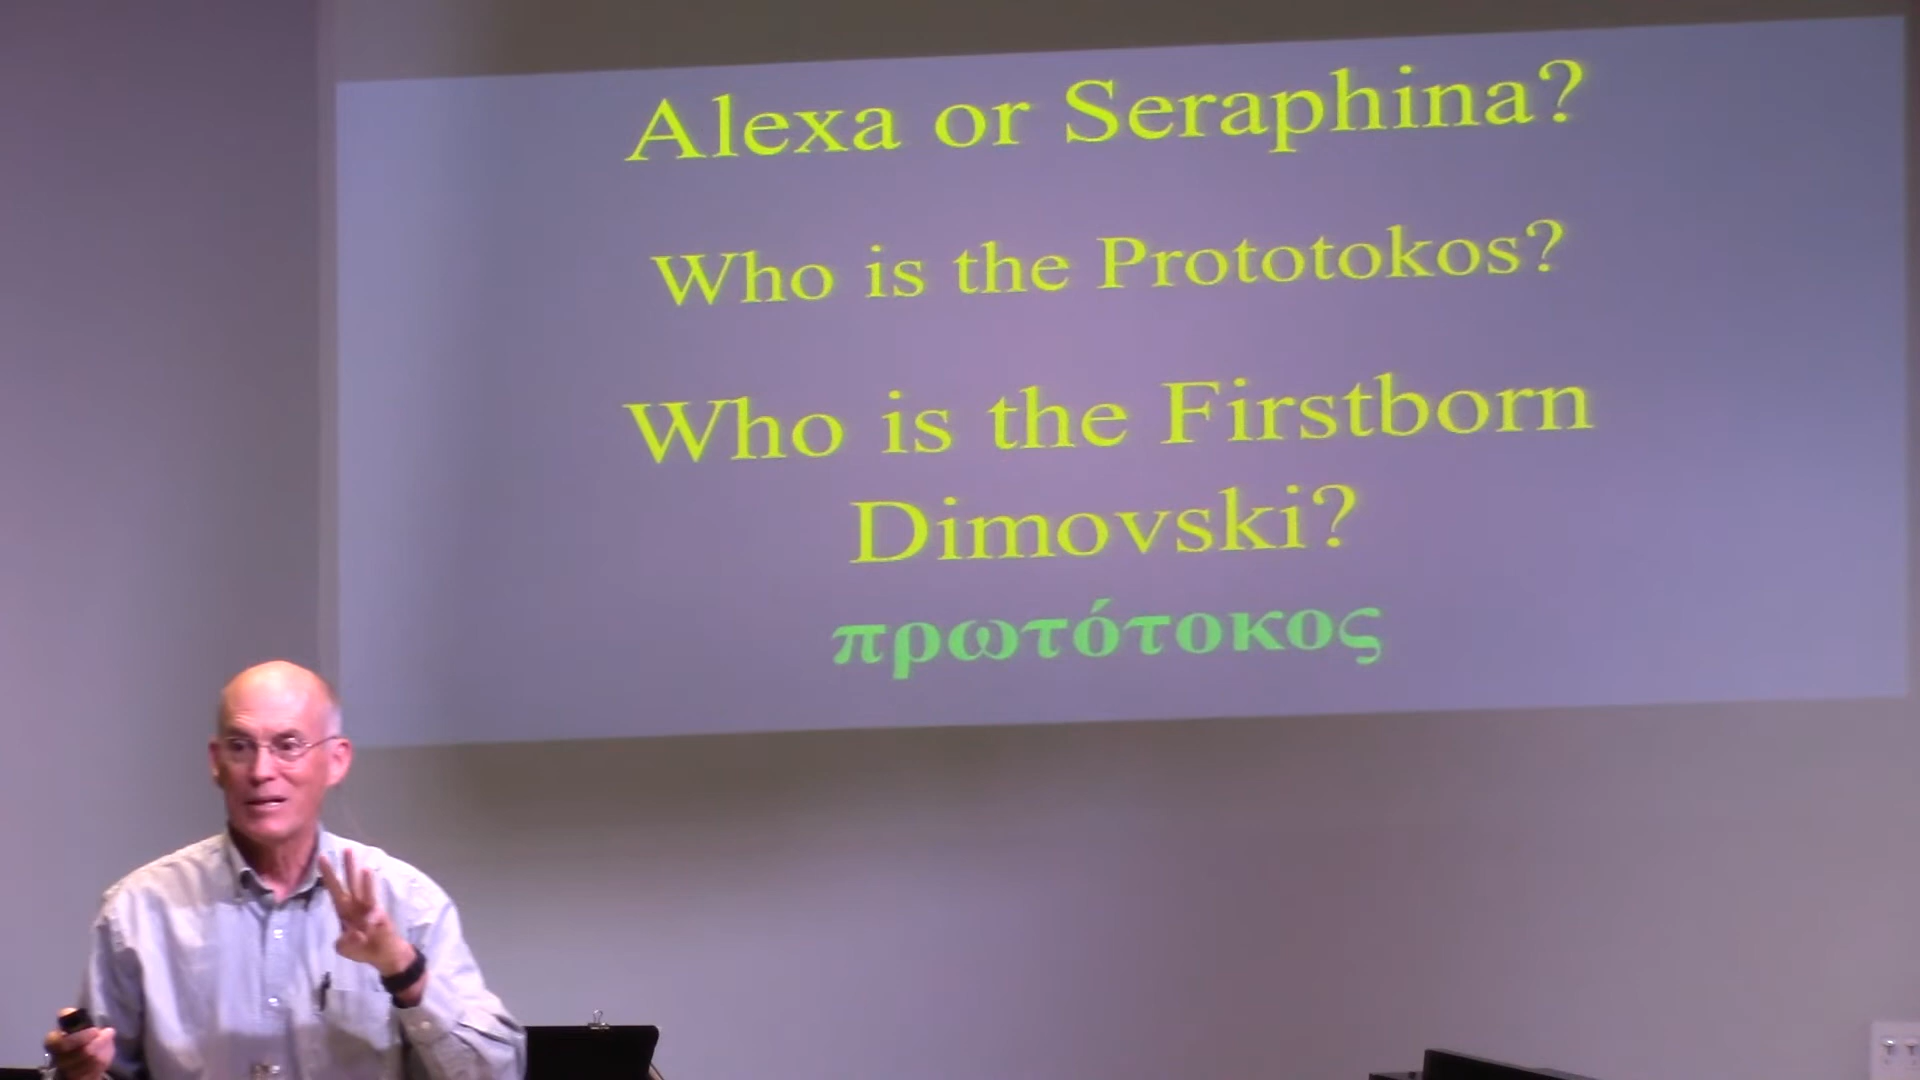 Alexa or Seraphina?
Who is the Prototokos?
Who is the Firstborn
Dimovski?
πρωτότοκος